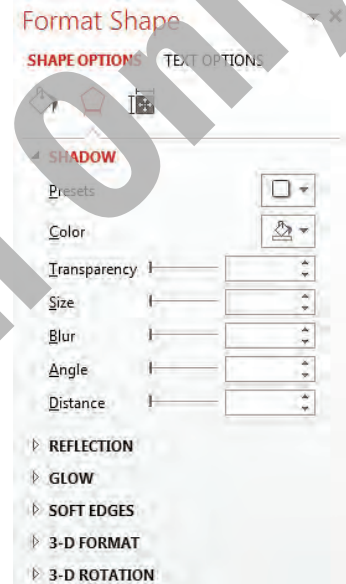 Format Shape
SHAPE OPTIONS TEXT OPTIONS
SHADOW
Presets
Color
Transparency
Size
Blur
Angle
Distance
REFLECTION
GLOW
SOFT EDGES
3-D FORMAT
3-D ROTATION